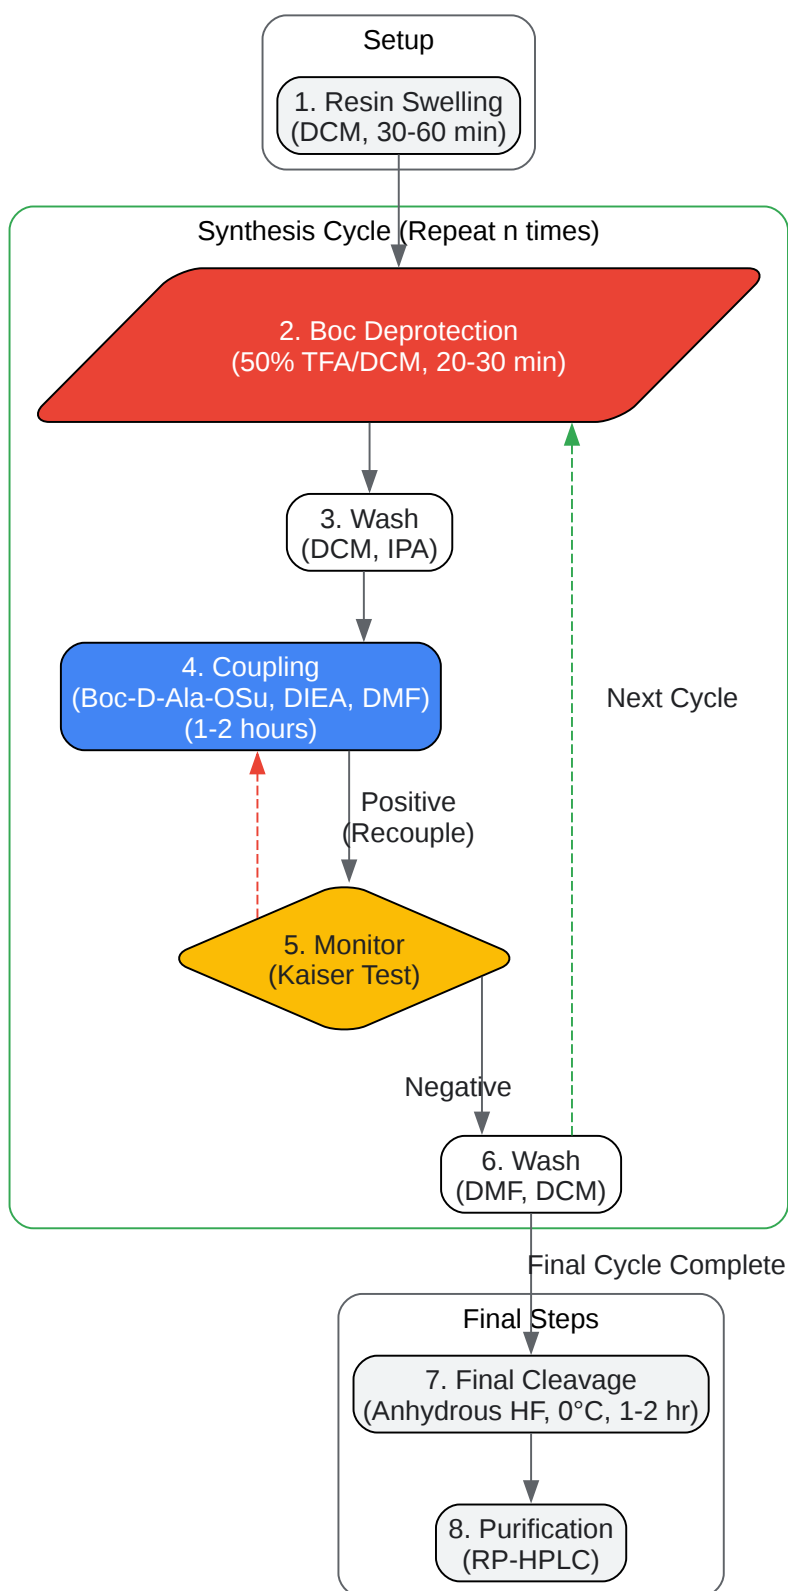 Setup
1. Resin Swelling
(DCM, 30-60 min)
Synthesis Cycle (Repeat n times)
2. Boc Deprotection
(50% TFA/DCM, 20-30 min)
3. Wash
(DCM, IPA)
4. Coupling
(Boc-D-Ala-OSu, DIEA, DMF)
(1-2 hours)
Next Cycle
Positive
(Recouple)
5. Monitor
(Kaiser Test)
Negative
6. Wash
(DMF, DCM)
Final Cycle Complete
Final Steps
7. Final Cleavage
(Anhydrous HF, 0°C, 1-2 hr)
8. Purification
(RP-HPLC)